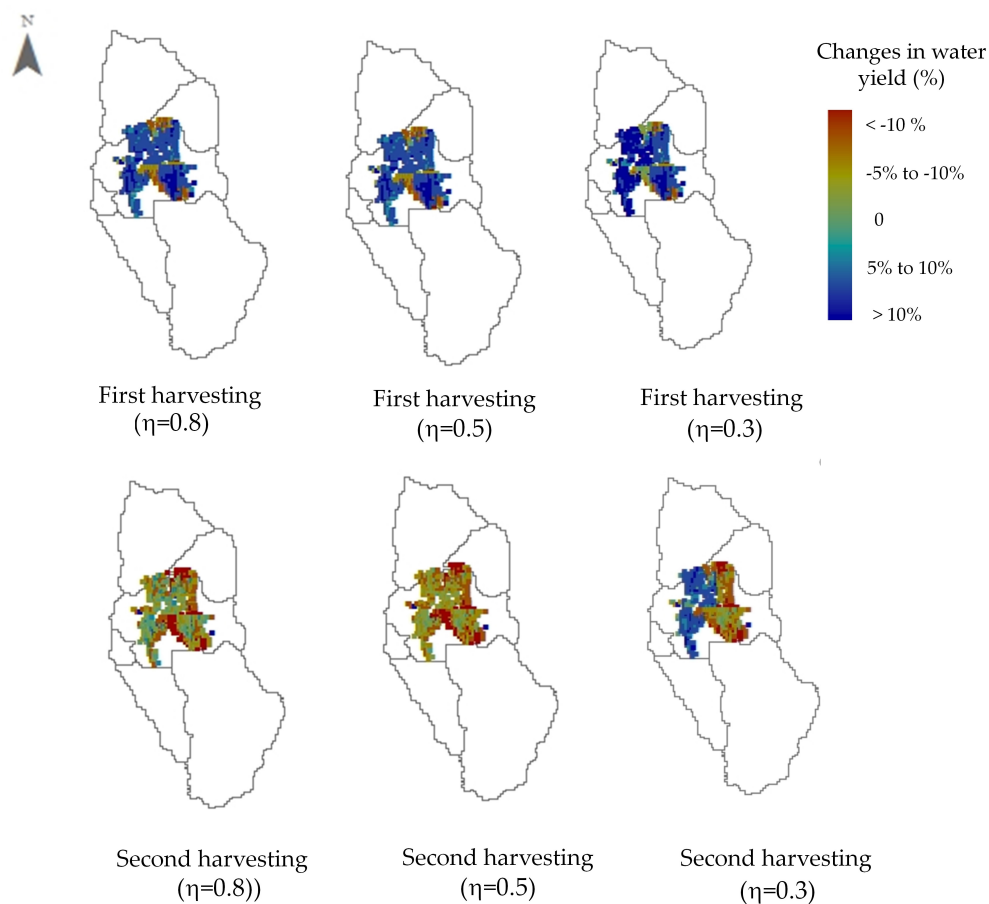 N
Changes in water
yield (%)
< -10 %
-5% to -10%
0
5% to 10%
> 10%
First harvesting
(η=0.8)
First harvesting
(η=0.5)
First harvesting
(η=0.3)
Second harvesting
(η=0.8))
Second harvesting
(η=0.5)
Second harvesting
(η=0.3)